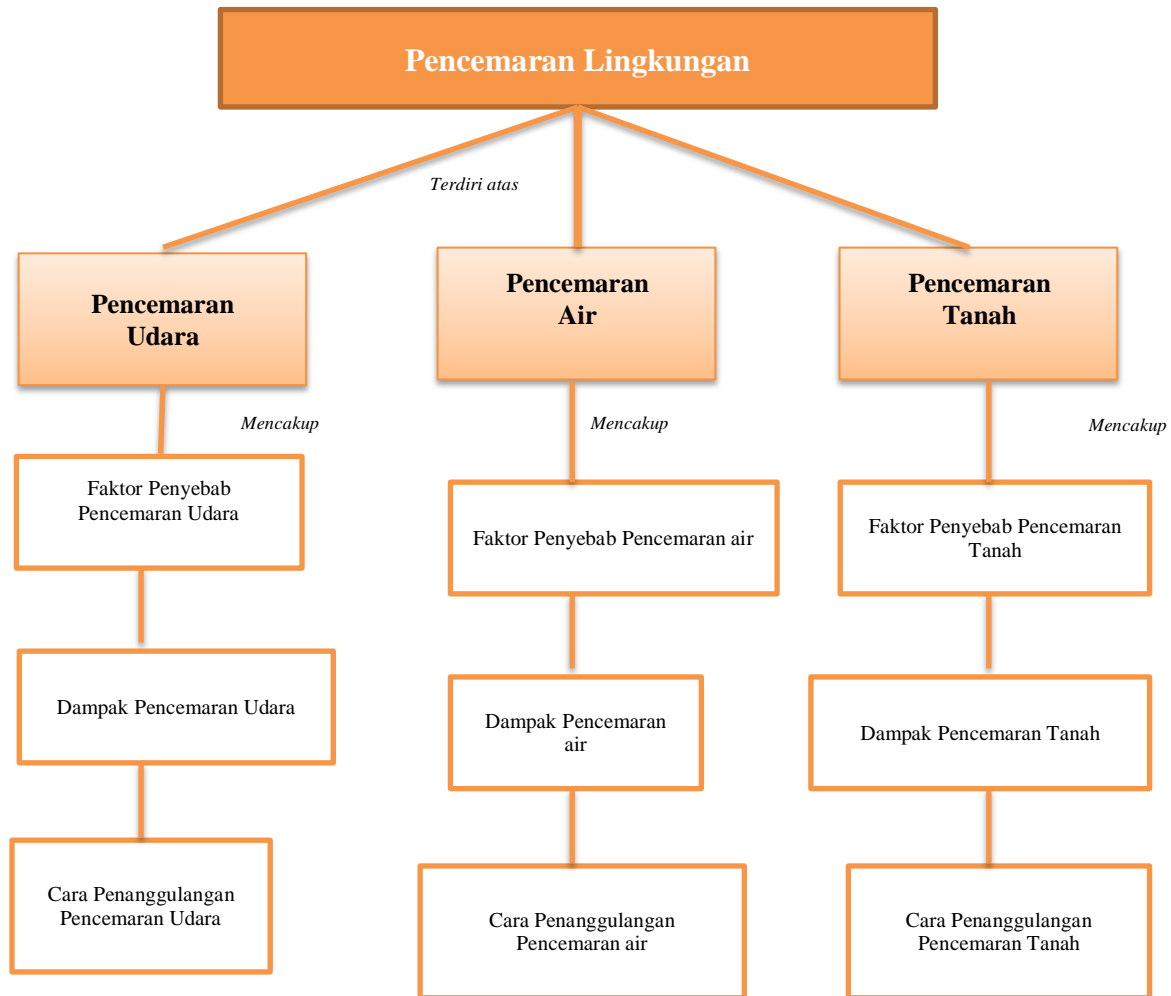 Pencemaran Lingkungan
Terdiri atas
Pencemaran
Udara
Pencemaran
Air
Pencemaran
Tanah
Mencakup
Mencakup
Mencakup
Faktor Penyebab
Pencemaran Udara
Faktor Penyebab Pencemaran air
Faktor Penyebab Pencemaran
Tanah
Dampak Pencemaran Udara
Dampak Pencemaran
air
Dampak Pencemaran Tanah
Cara Penanggulangan
Pencemaran Udara
Cara Penanggulangan
Pencemaran air
Cara Penanggulangan
Pencemaran Tanah